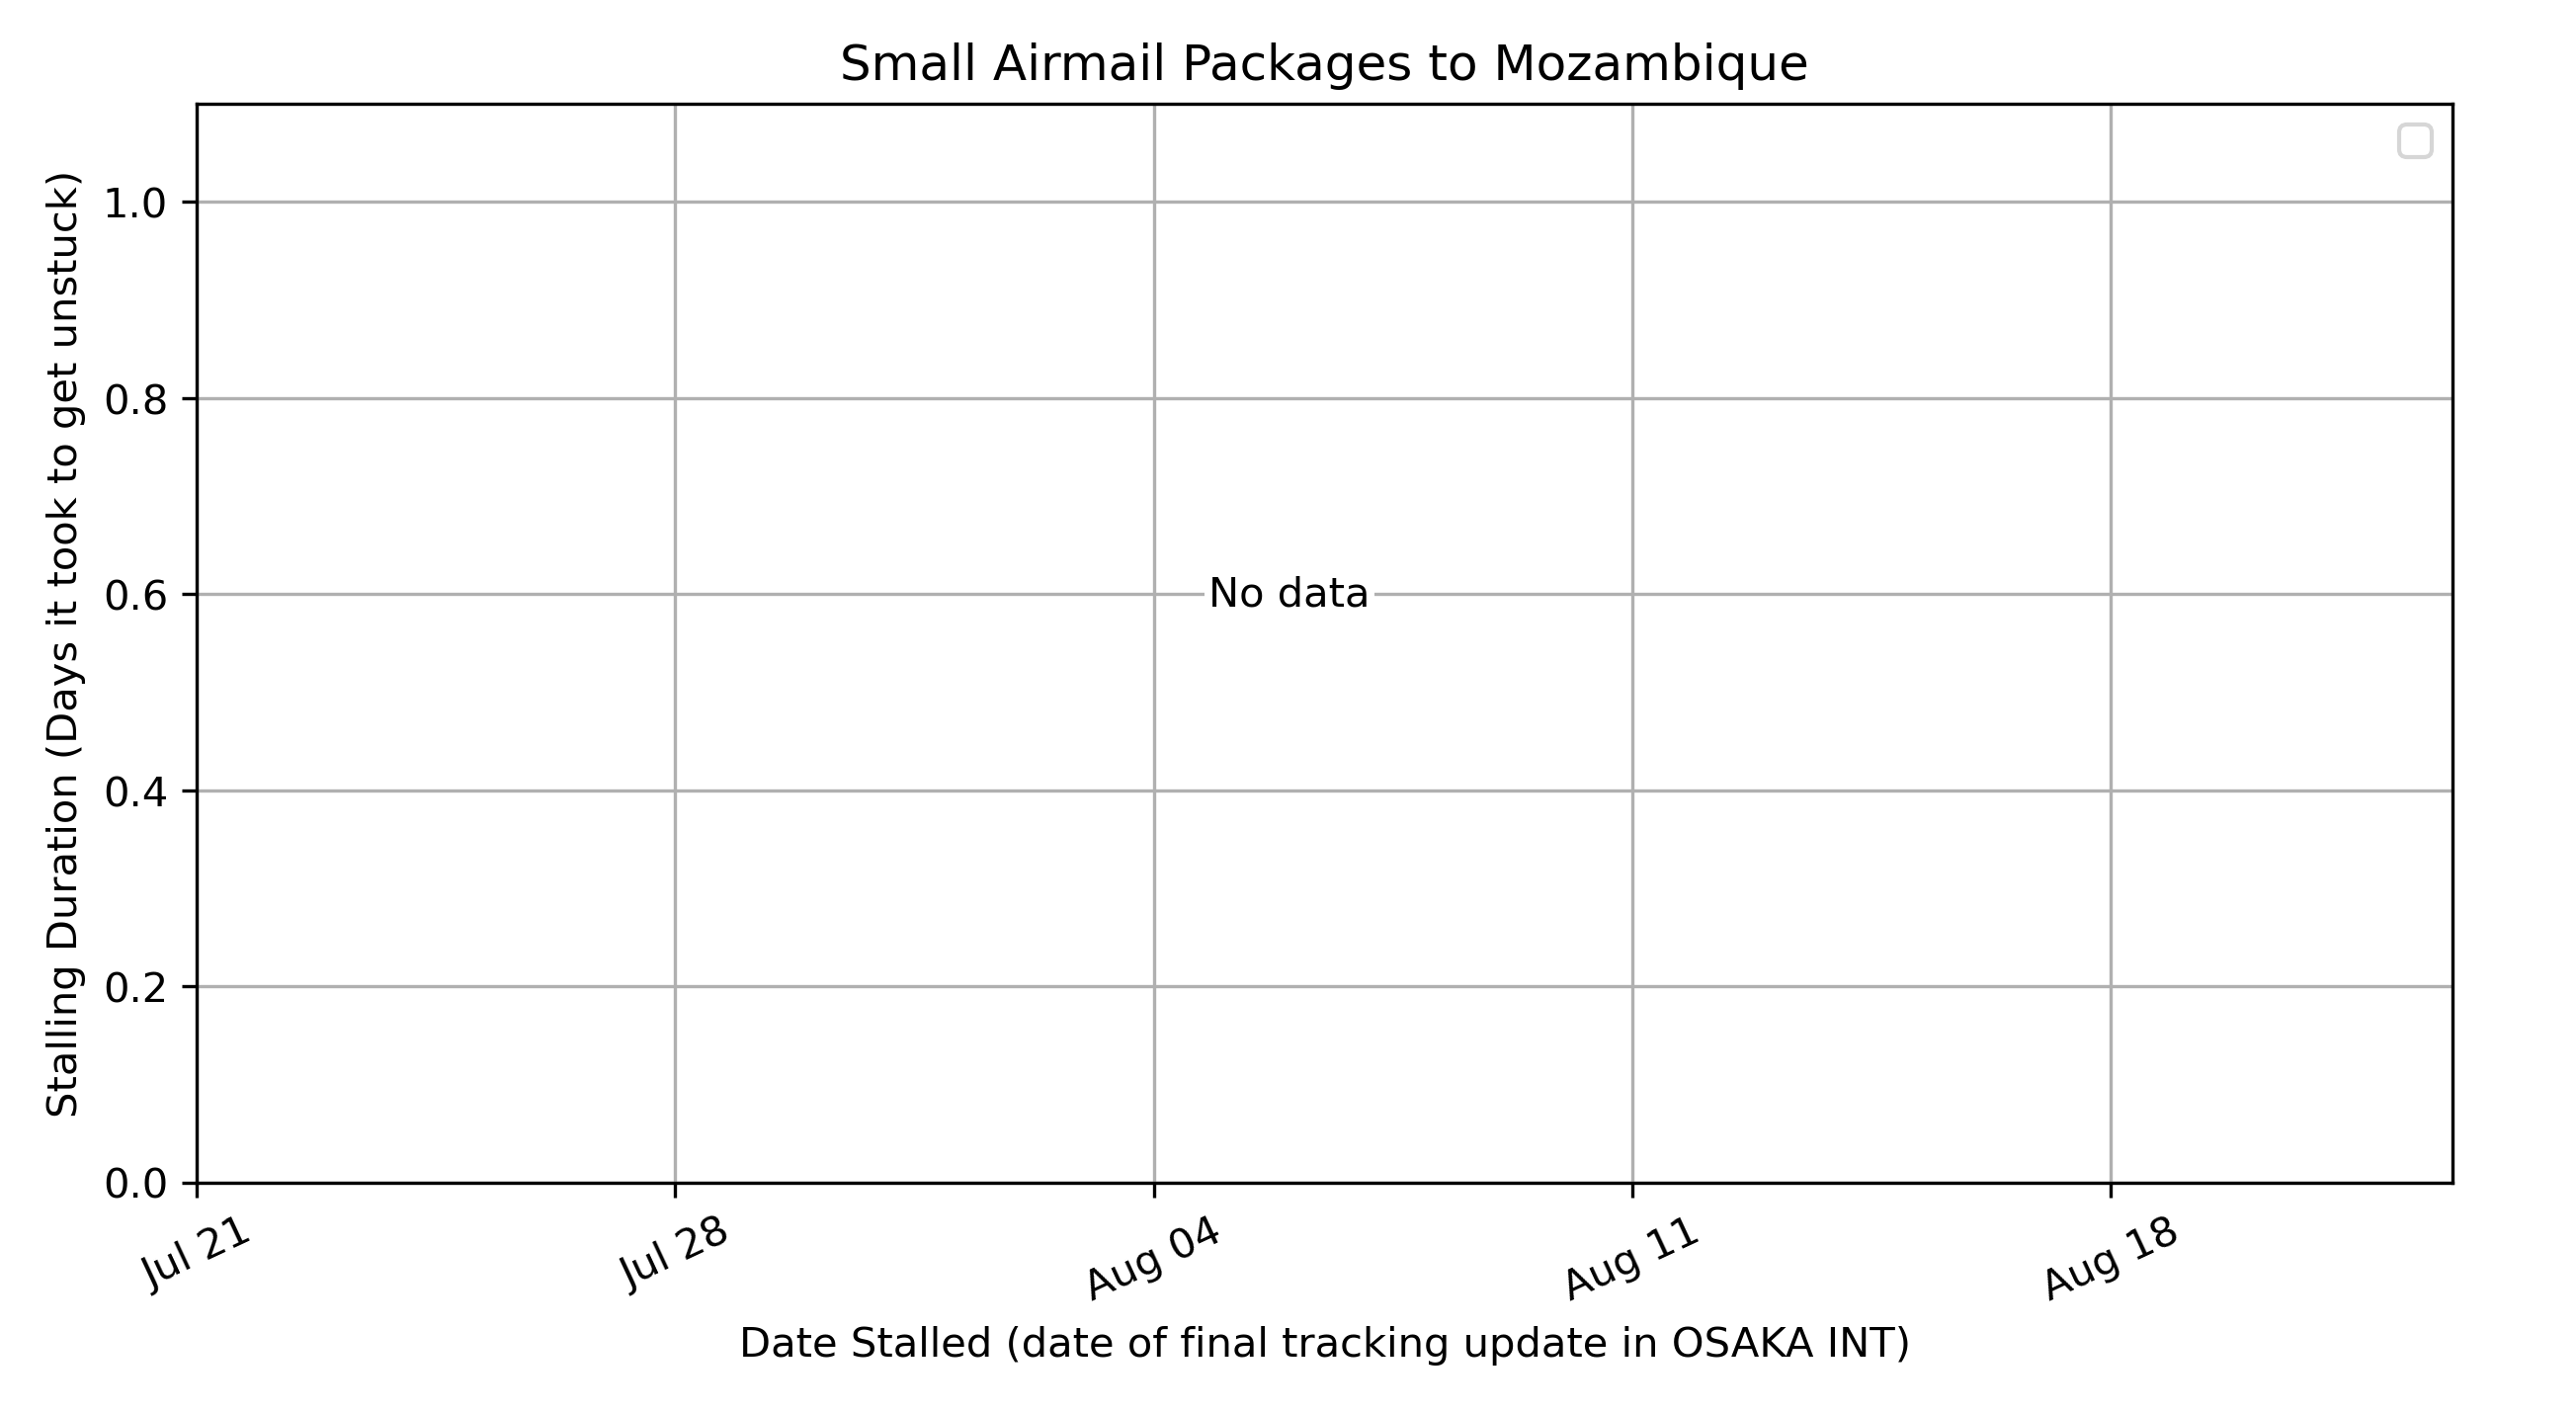 Small Airmail Packages to Mozambique
Stalling Duration (Days it took to get unstuck)
1.0
0.8
0.6
0.4
0.2
0.0
No data
Jul 21
Jul 28
Aug 04
Aug 11
Aug 18
Date Stalled (date of final tracking update in OSAKA INT)